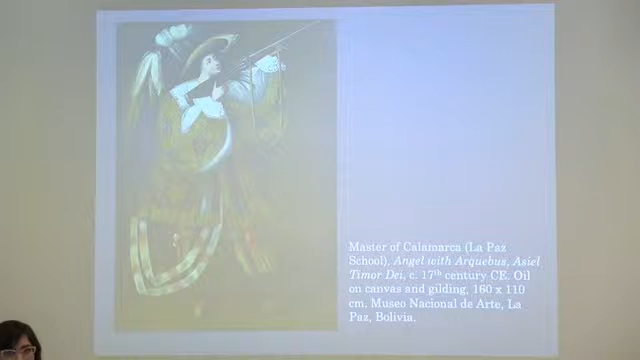 Master of Calamarca (La Paz
School), Angel with Arquebus, Asiel
Timor Dei, c. 17th century CE. Oil
on canvas and gilding, 160 x 110
cm. Museo Nacional de Arte, La
Paz, Bolivia.